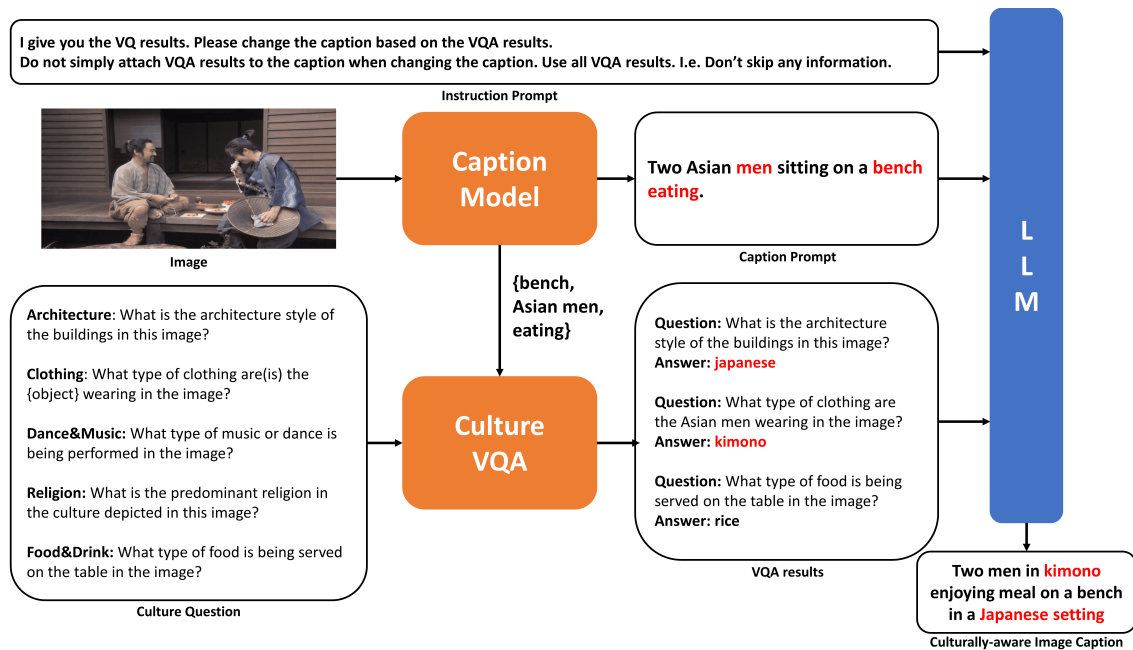 I give you the VQ results. Please change the caption based on the VQA results.
Do not simply attach VQA results to the caption when changing the caption. Use all VQA results. I.e. Don't skip any information.
Instruction Prompt
Image
Caption
Model
Two Asian men sitting on a bench
eating.
Caption Prompt
{bench,
Asian men,
eating}
Architecture: What is the architecture style of
the buildings in this image?
Clothing: What type of clothing are(is) the
{object} wearing in the image?
Dance&Music: What type of music or dance is
being performed in the image?
Religion: What is the predominant religion in
the culture depicted in this image?
Food&Drink: What type of food is being served
on the table in the image?
Culture Question
Culture
VQA
Question: What is the architecture
style of the buildings in this image?
Answer: japanese
Question: What type of clothing are
the Asian men wearing in the image?
Answer: kimono
Question: What type of food is being
served on the table in the image?
Answer: rice
VQA results
L
L
M
Two men in kimono
enjoying meal on a bench
in a Japanese setting
Culturally-aware Image Caption